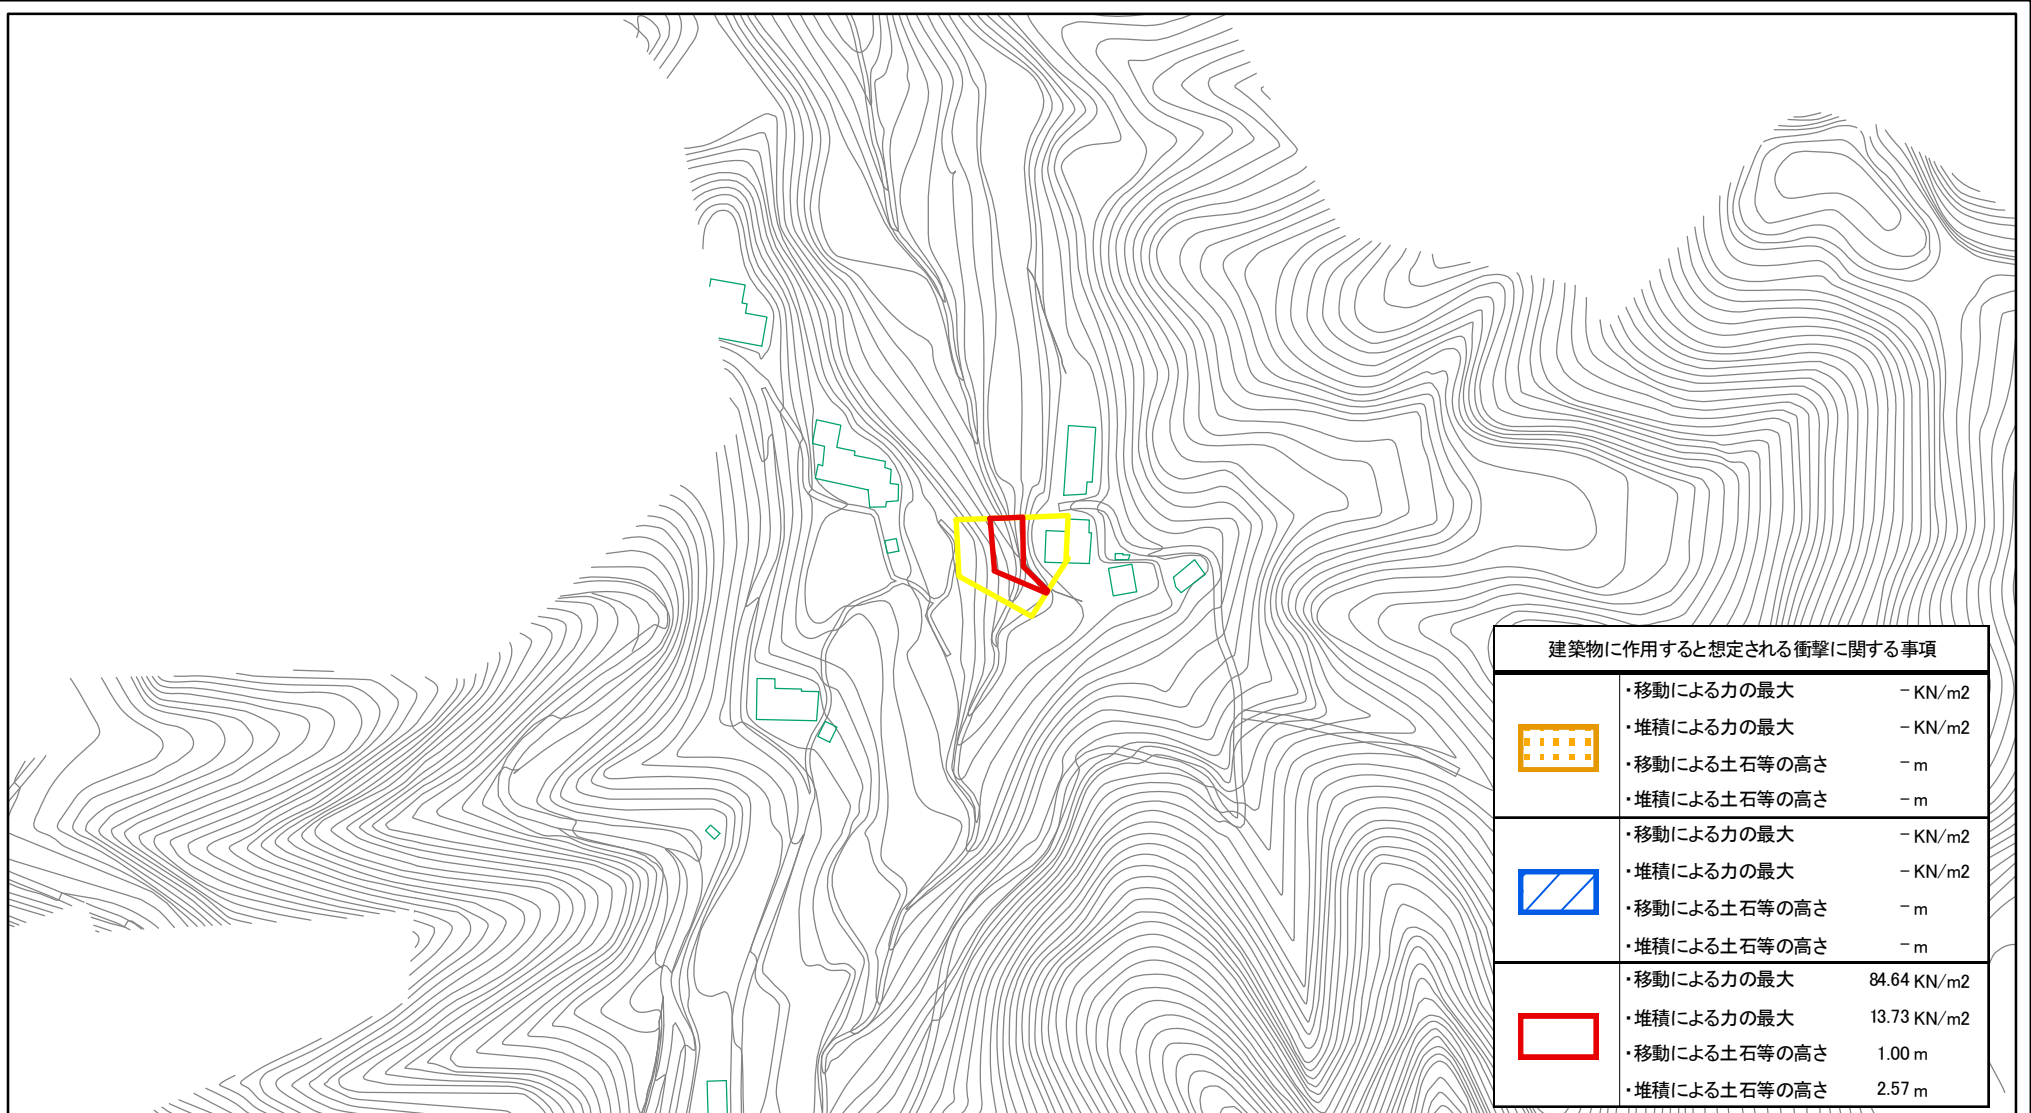 建築物に作用すると想定される衝撃に関する事項
・移動による力の最大 － KN/m2
・堆積による力の最大 － KN/m2
・移動による土石等の高さ － m
・堆積による土石等の高さ － m
・移動による力の最大 － KN/m2
・堆積による力の最大 － KN/m2
・移動による土石等の高さ － m
・堆積による土石等の高さ － m
・移動による力の最大 84.64 KN/m2
・堆積による力の最大 13.73 KN/m2
・移動による土石等の高さ 1.00 m
・堆積による土石等の高さ 2.57 m